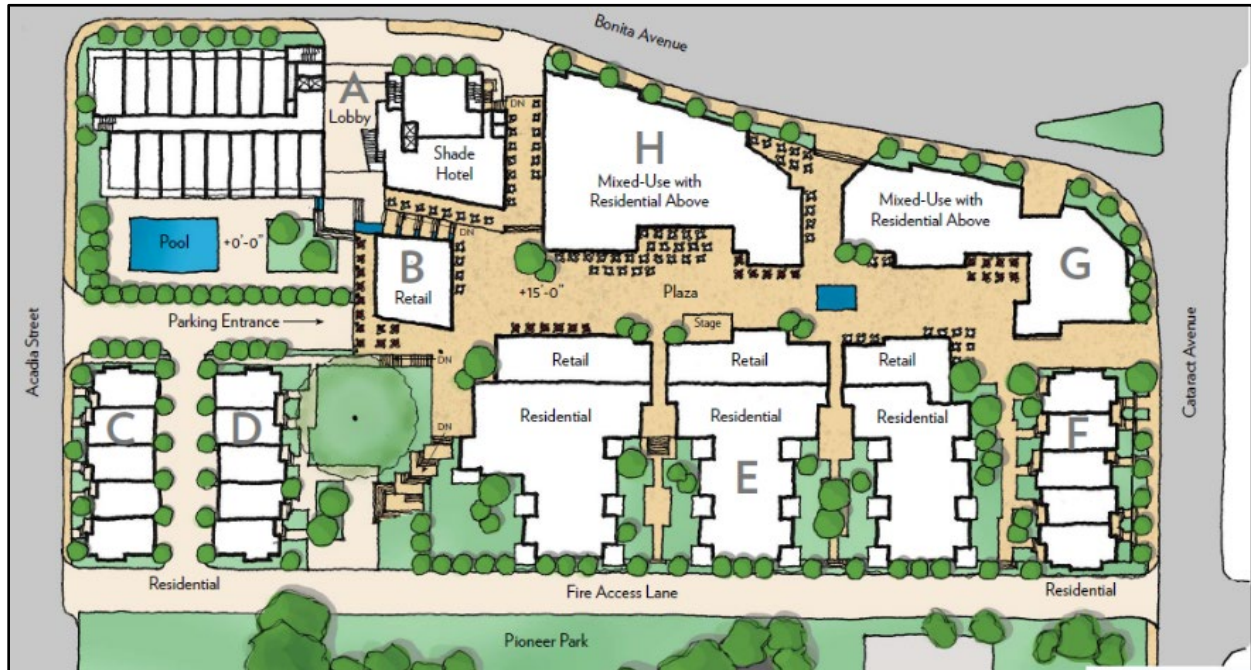 Bonita Avenue
A
Lobby
DN
Shade
Hotel
H
Mixed-Use with
Residential Above
Mixed-Use with
Residential Above
DN
Pool
+0'-0"
B
Retail
G
+15'-0"
Plaza
Parking Entrance
Stage
Acadia Street
Cataract Avenue
DN
Retail
Retail
Retail
C
D
Residential
Residential
Residential
F
DN
E
Residential
Fire Access Lane
Residential
Pioneer Park